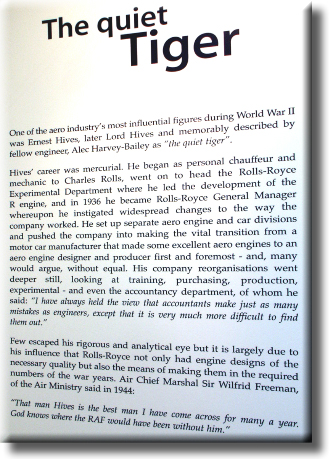 The quiet
Tiger
One of the aero industry's most influential figures during World War II
was Ernest Hives, later Lord Hives and memorably described by
fellow engineer, Alec Harvey-Bailey as "the quiet tiger".
Hives' career was mercurial. He began as personal chauffeur and
mechanic to Charles Rolls, went on to head the Rolls-Royce
Experimental Department where he led the development of the
R engine, and in 1936 he became Rolls-Royce General Manager
whereupon he instigated widespread changes to the way the
company worked. He set up separate aero engine and car divisions
and pushed the company into making the vital transition from a
motor car manufacturer that made some excellent aero engines to an
aero engine designer and producer first and foremost - and, many
would argue, without equal. His company reorganisations went
deeper still, looking at training, purchasing, production,
experimental - and even the accountancy department, of whom he
said: "I have always held the view that accountants make just as many
mistakes as engineers, except that it is very much more difficult to find
them out."
Few escaped his rigorous and analytical eye but it is largely due to
his influence that Rolls-Royce not only had engine designs of the
necessary quality but also the means of making them in the required
numbers of the war years. Air Chief Marshal Sir Wilfrid Freeman,
of the Air Ministry said in 1944:
"That man Hives is the best man I have come across for many a year.
God knows where the RAF would have been without him."